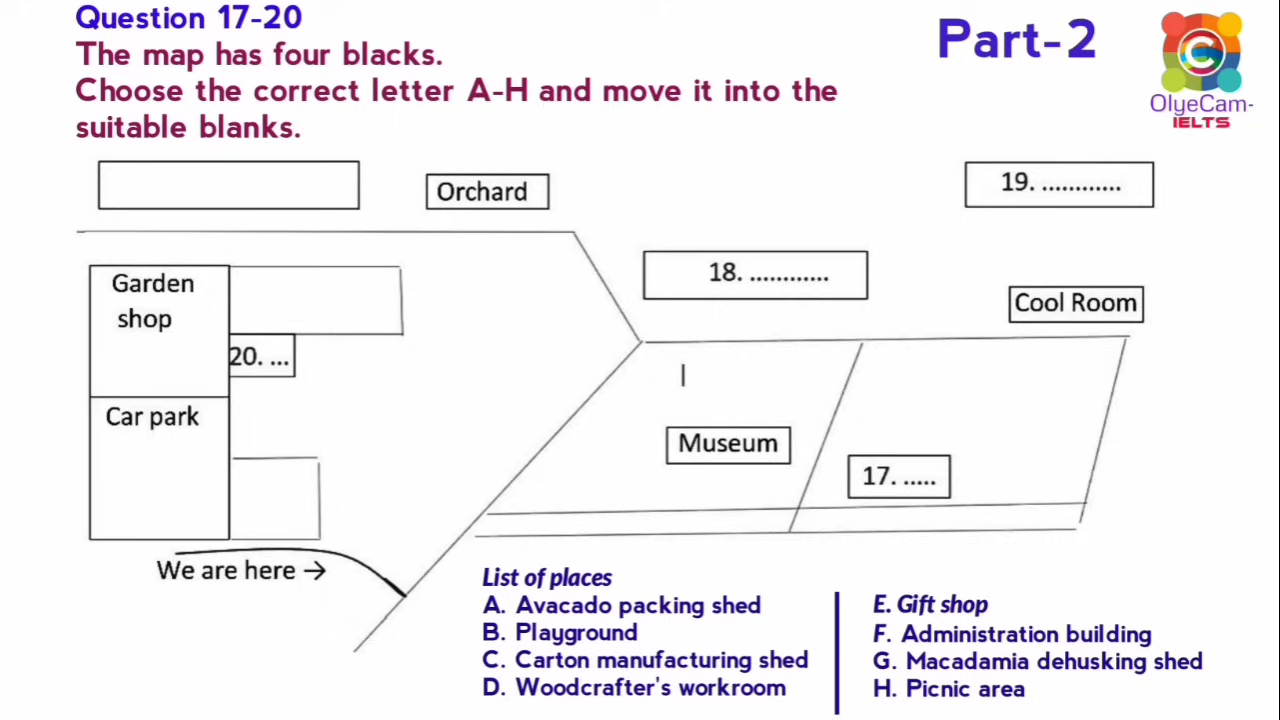 Question 17-20
The map has four blacks.
Choose the correct letter A-H and move it into the
suitable blanks.
Part-2
C
OlyeCam-
IELTS
Orchard
19. ............
18. ............
Garden
shop
Cool Room
20. ...
Car park
Museum
17. .....
We are here →
List of places
A. Avacado packing shed
B. Playground
C. Carton manufacturing shed
D. Woodcrafter's workroom
E. Gift shop
F. Administration building
G. Macadamia dehusking shed
H. Picnic area